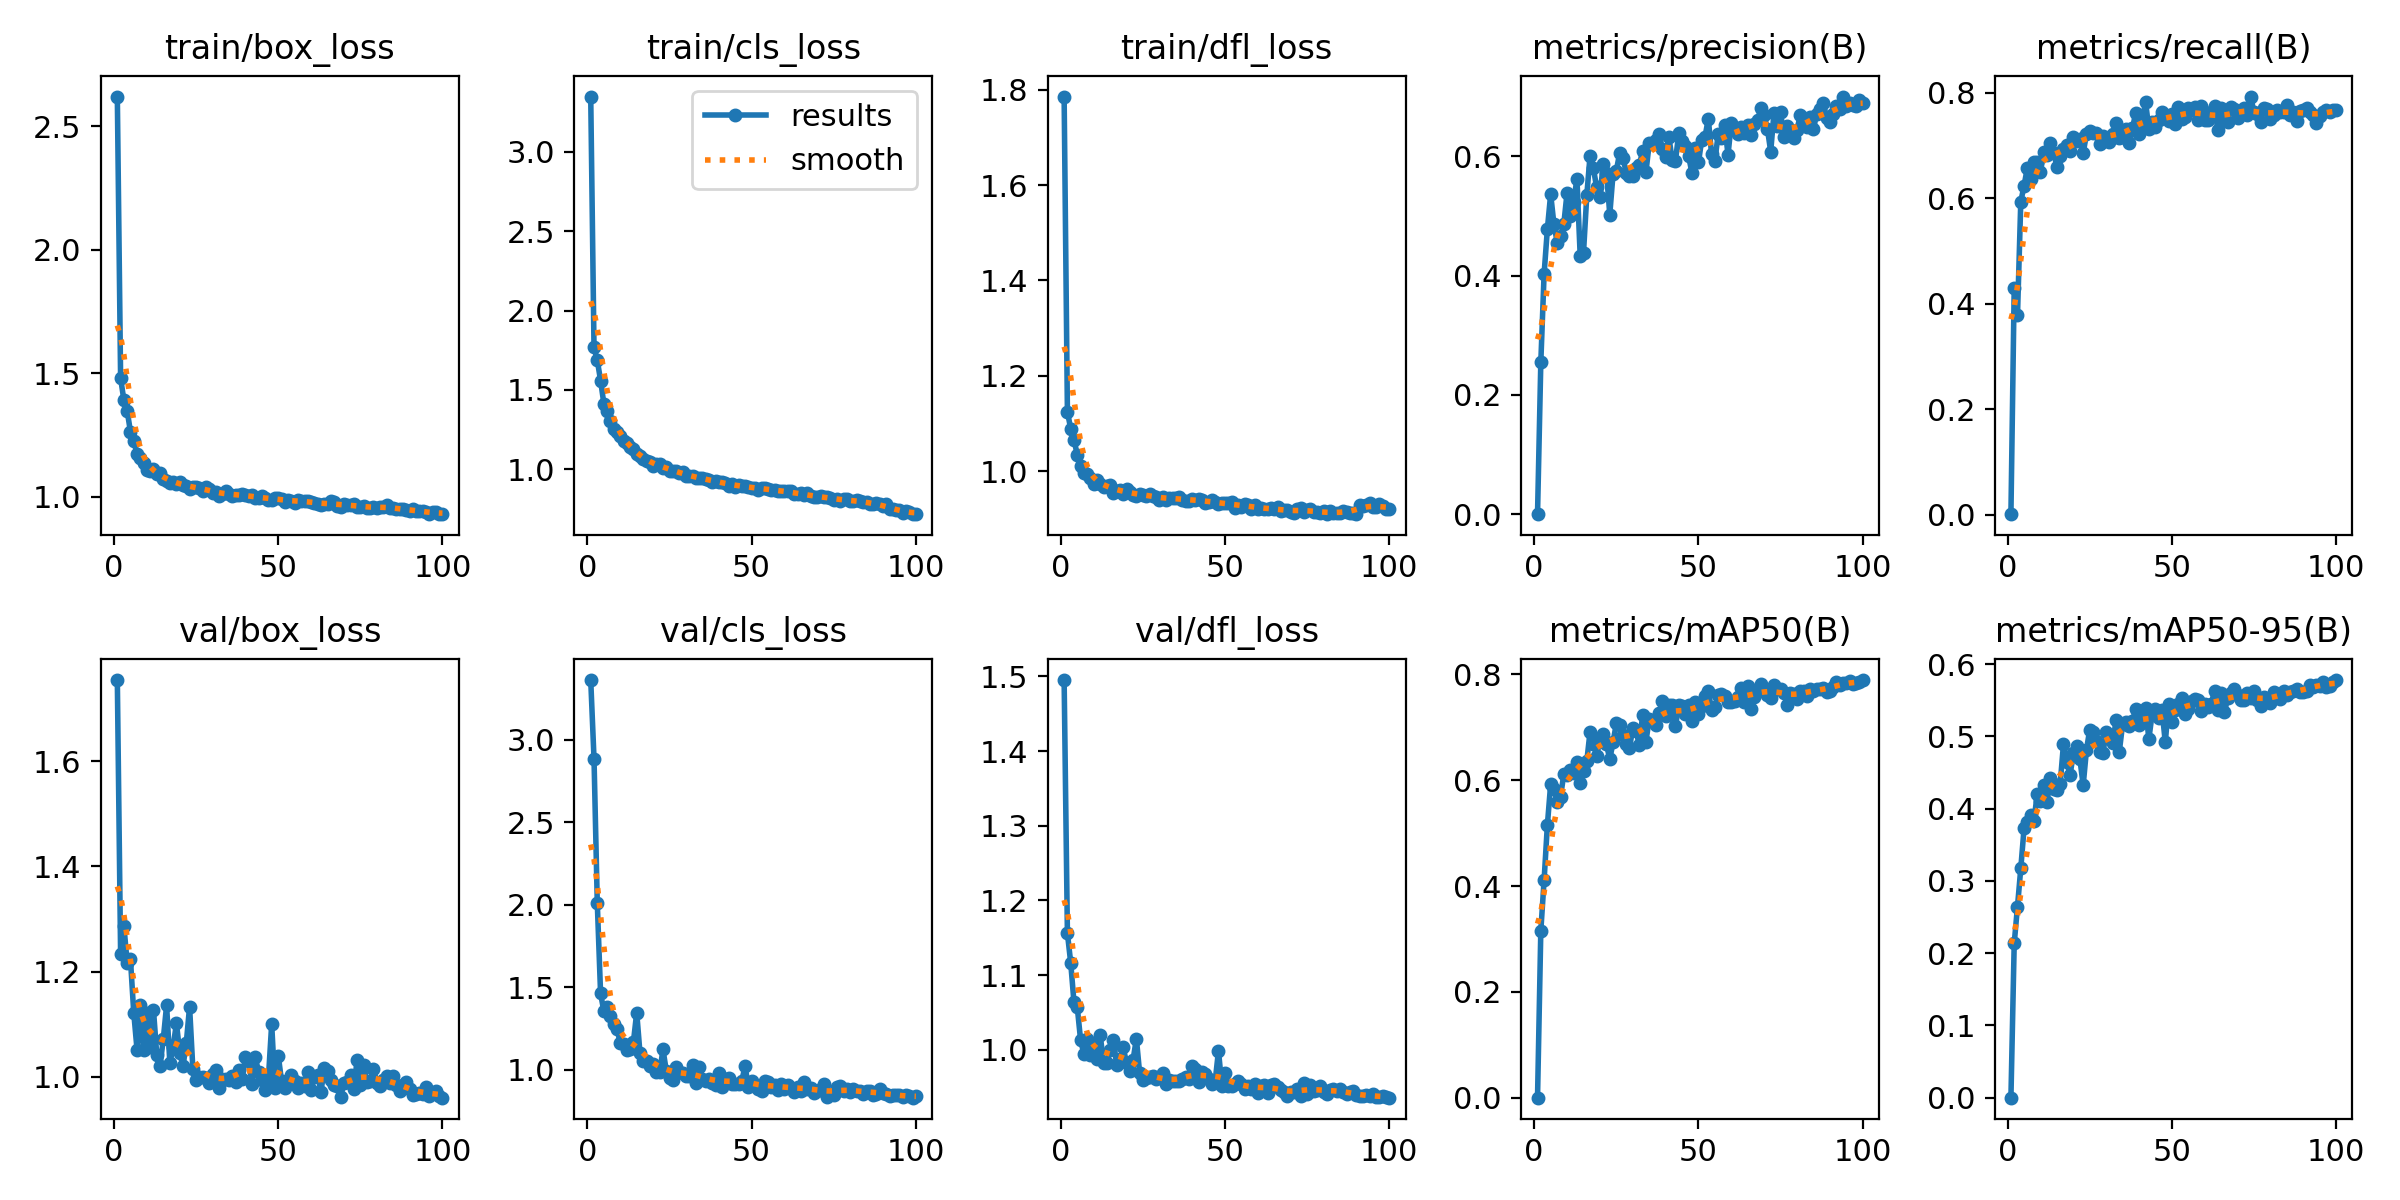 train/box_loss
2.5
2.0
1.5
1.0
0 50 100
train/cls_loss
results
smooth
3.0
2.5
2.0
1.5
1.0
0 50 100
train/dfl_loss
1.8
1.6
1.4
1.2
1.0
0 50 100
metrics/precision(B)
0.6
0.4
0.2
0.0
0 50 100
metrics/recall(B)
0.8
0.6
0.4
0.2
0.0
0 50 100
val/box_loss
1.6
1.4
1.2
1.0
0 50 100
val/cls_loss
3.0
2.5
2.0
1.5
1.0
0 50 100
val/dfl_loss
1.5
1.4
1.3
1.2
1.1
1.0
0 50 100
metrics/mAP50(B)
0.8
0.6
0.4
0.2
0.0
0 50 100
metrics/mAP50-95(B)
0.6
0.5
0.4
0.3
0.2
0.1
0.0
0 50 100